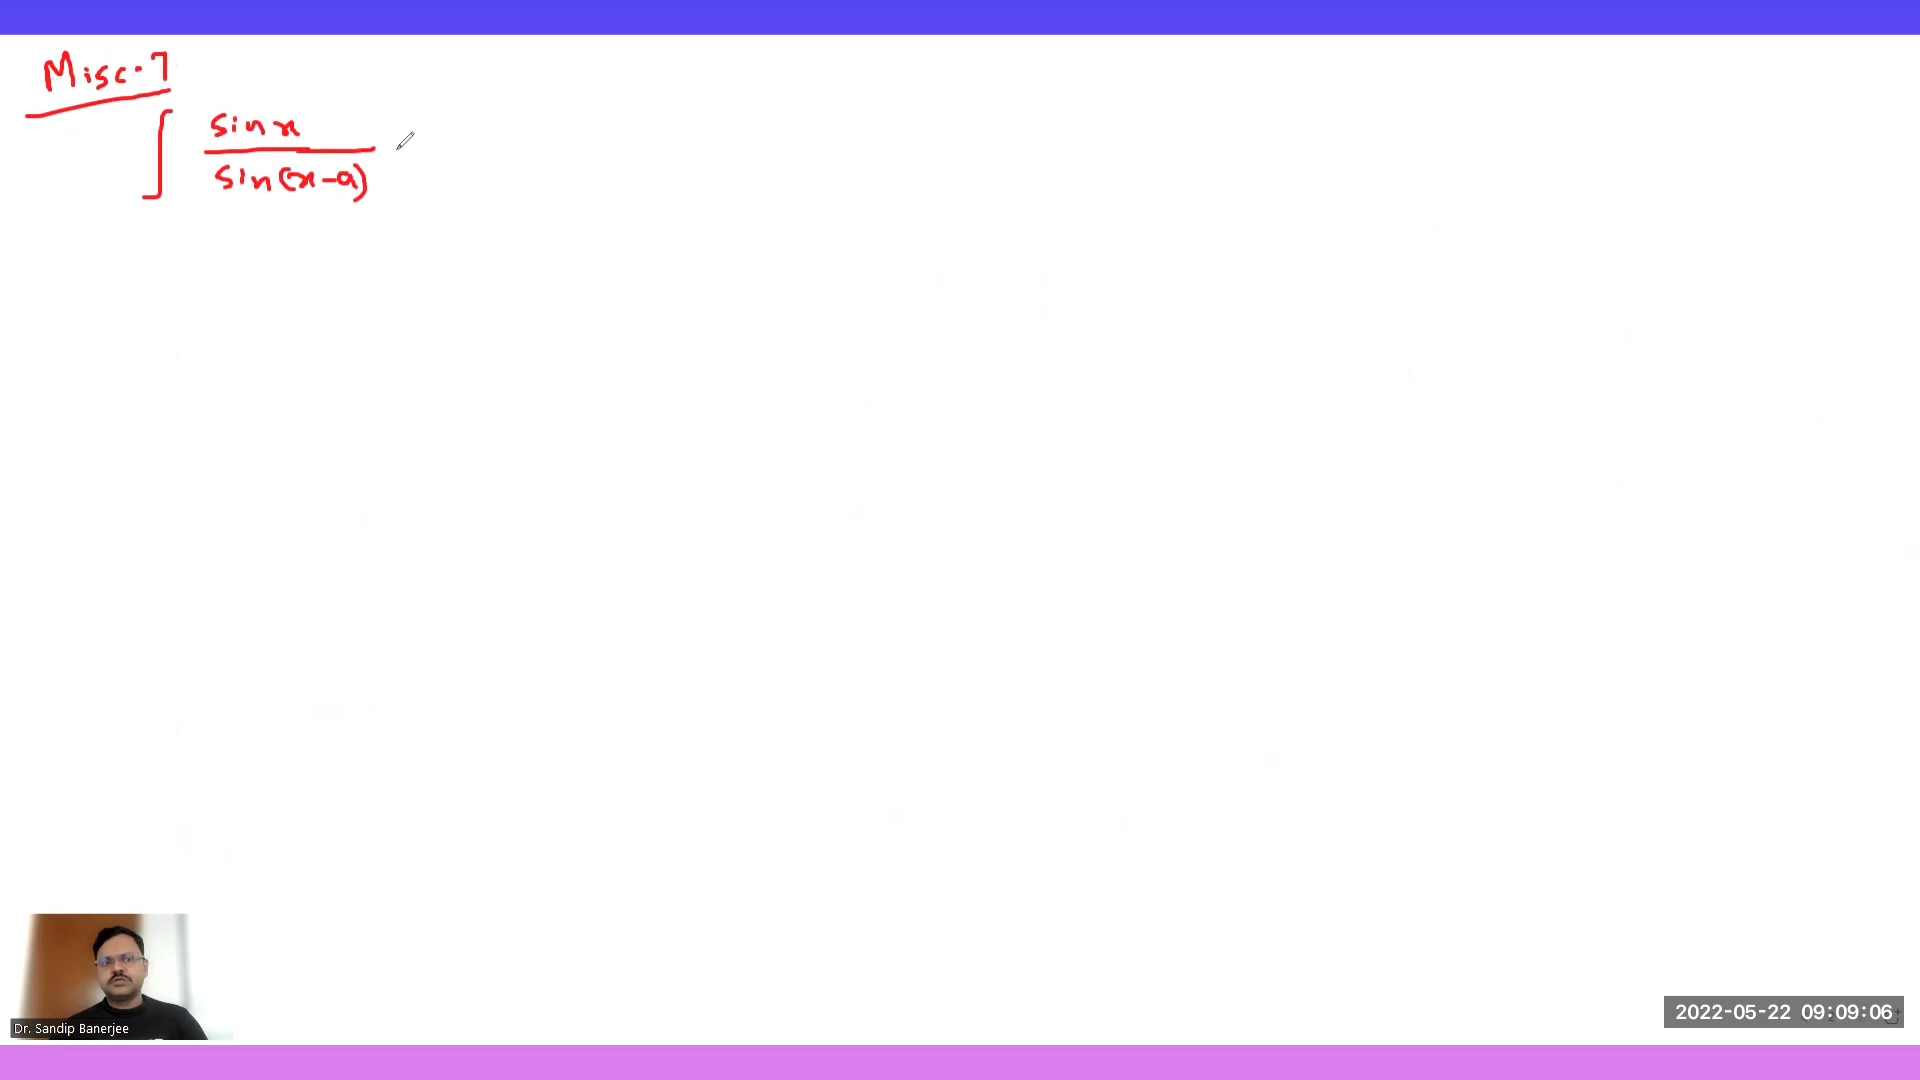 Misc. 7
∫ sin x / sin(x-a)
Dr. Sandip Banerjee
2022-05-22 09:09:06